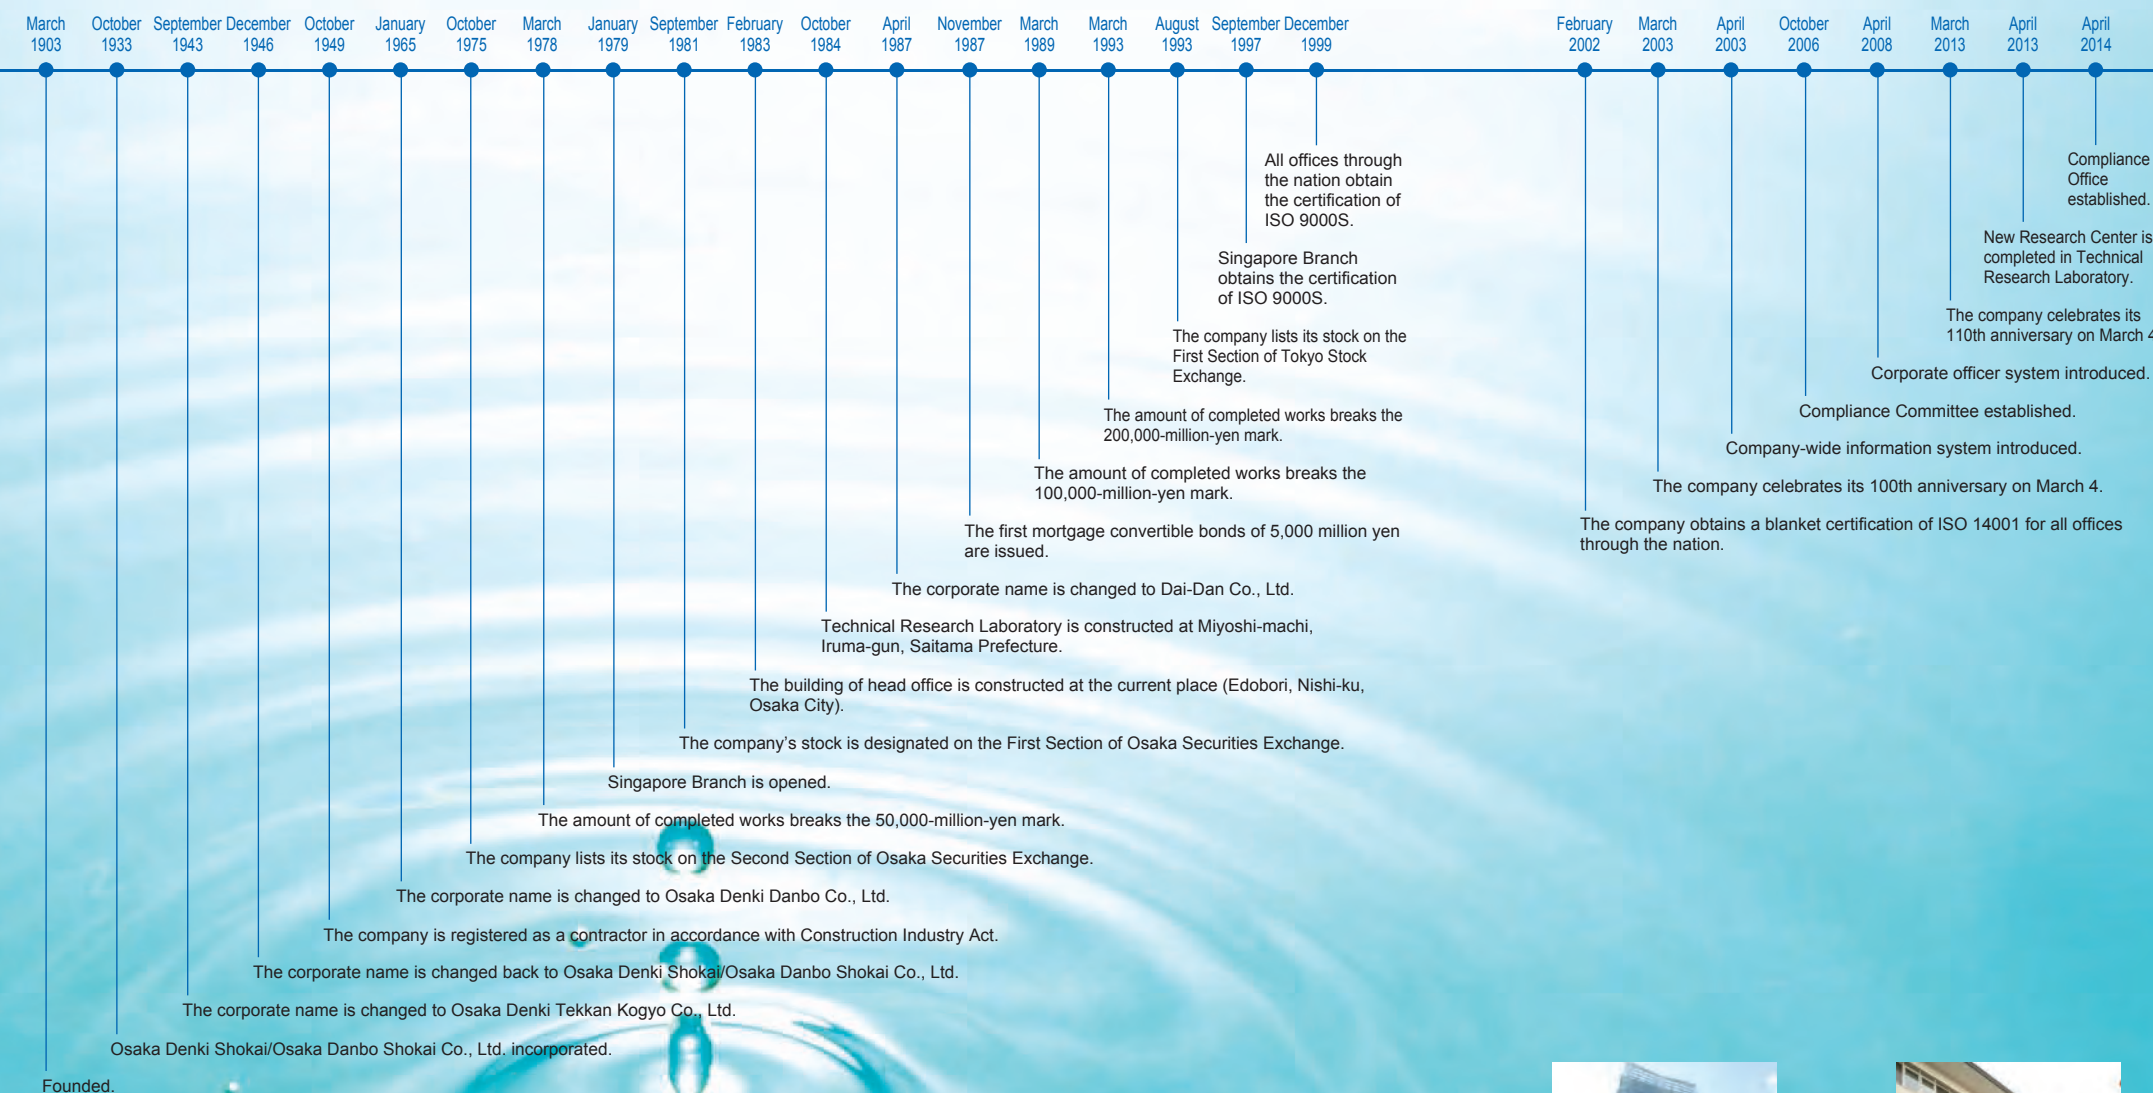 March October September December October January October March January September February October April November March March August September December February March April October April March April April
1903 1933 1943 1946 1949 1965 1975 1978 1979 1981 1983 1984 1987 1987 1989 1993 1993 1997 1999 2002 2003 2003 2006 2008 2013 2013 2014
All offices through
the nation obtain
the certification of
ISO 9000S.
Singapore Branch
obtains the certification
of ISO 9000S.
The company lists its stock on the
First Section of Tokyo Stock
Exchange.
The amount of completed works breaks the
200,000-million-yen mark.
The amount of completed works breaks the
100,000-million-yen mark.
The first mortgage convertible bonds of 5,000 million yen
are issued.
The corporate name is changed to Dai-Dan Co., Ltd.
Technical Research Laboratory is constructed at Miyoshi-machi,
Iruma-gun, Saitama Prefecture.
The building of head office is constructed at the current place (Edobori, Nishi-ku,
Osaka City).
The company's stock is designated on the First Section of Osaka Securities Exchange.
Singapore Branch is opened.
The amount of completed works breaks the 50,000-million-yen mark.
The company lists its stock on the Second Section of Osaka Securities Exchange.
The corporate name is changed to Osaka Denki Danbo Co., Ltd.
The company is registered as a contractor in accordance with Construction Industry Act.
The corporate name is changed back to Osaka Denki Shokai/Osaka Danbo Shokai Co., Ltd.
The corporate name is changed to Osaka Denki Tekkan Kogyo Co., Ltd.
Osaka Denki Shokai/Osaka Danbo Shokai Co., Ltd. incorporated.
Founded.
Compliance
Office
established.
New Research Center is
completed in Technical
Research Laboratory.
The company celebrates its
110th anniversary on March 4
Corporate officer system introduced.
Compliance Committee established.
Company-wide information system introduced.
The company celebrates its 100th anniversary on March 4.
The company obtains a blanket certification of ISO 14001 for all offices
through the nation.